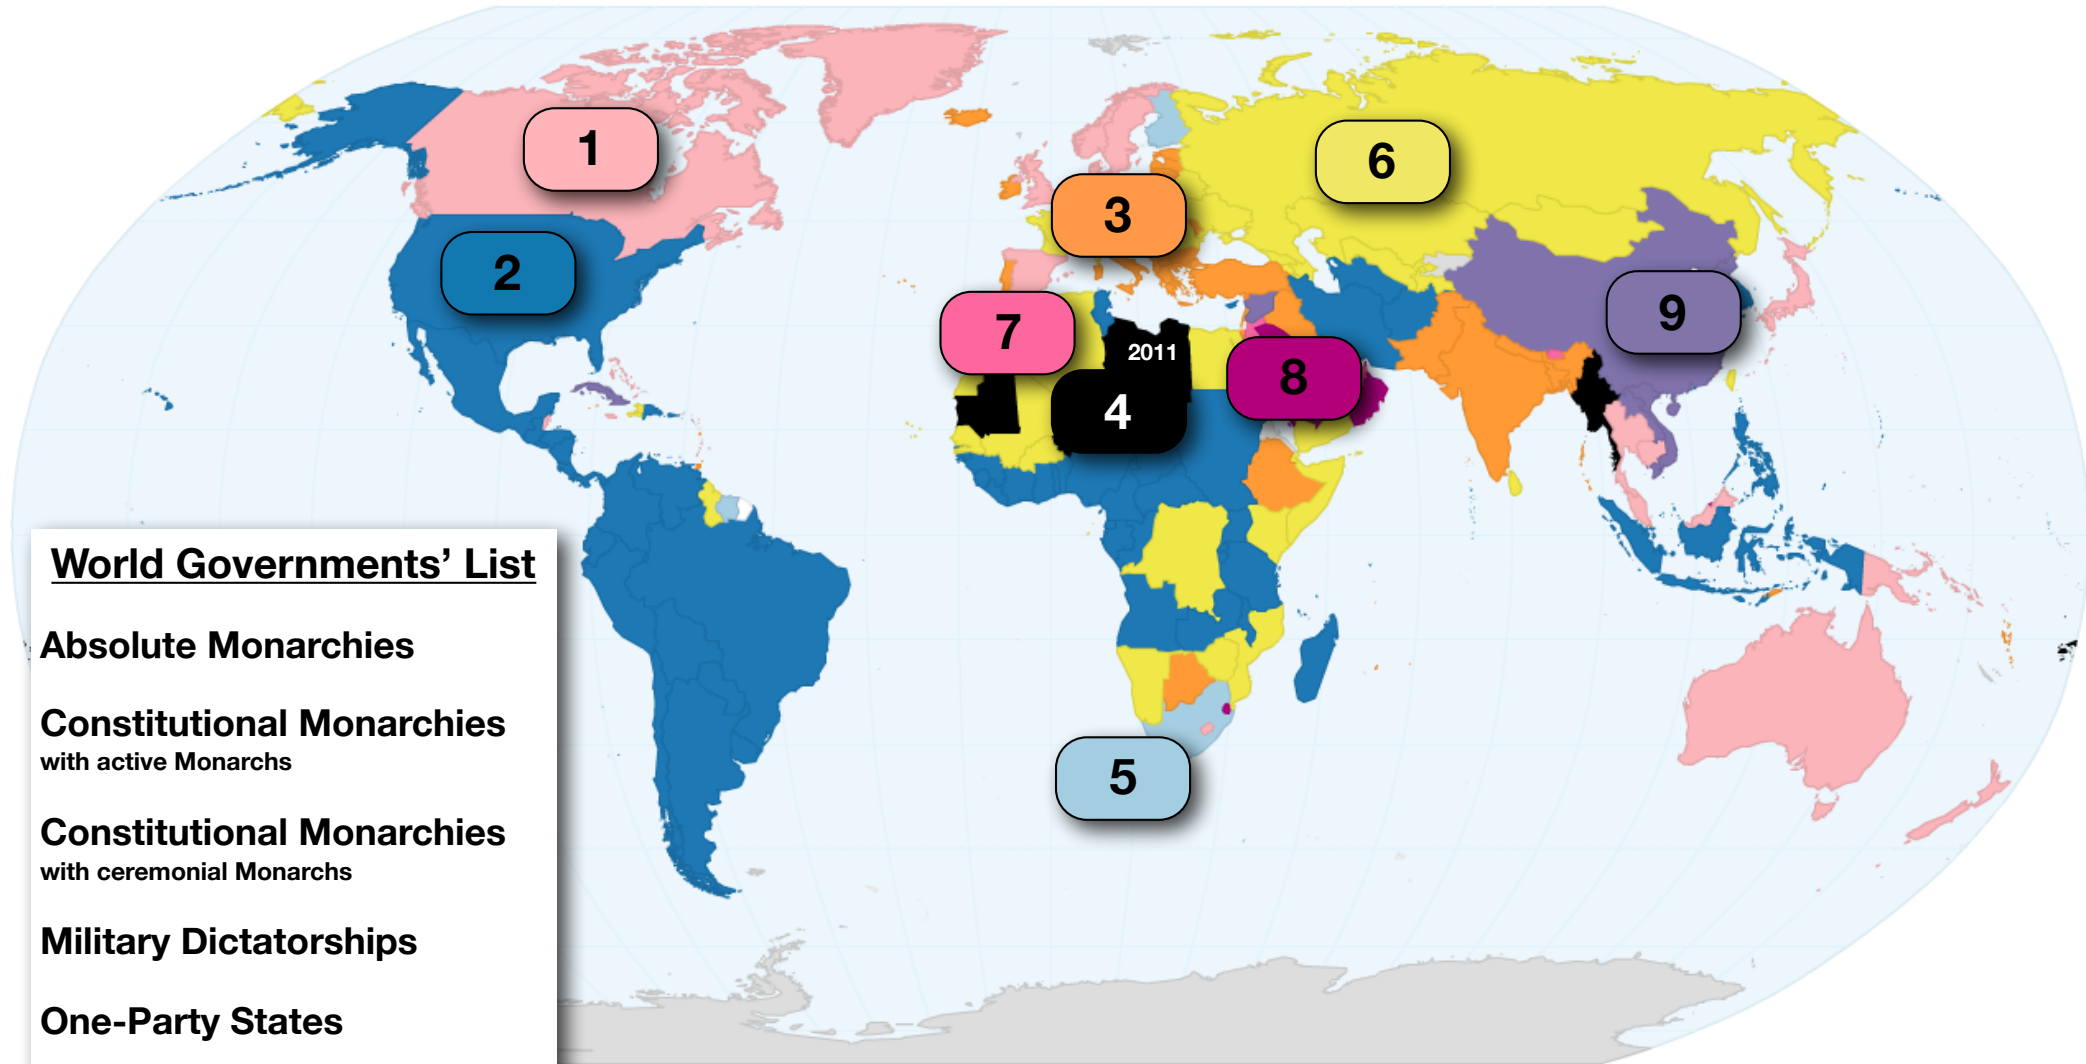 1
2
3
6
7
2011
4
8
9
5
World Governments’ List
Absolute Monarchies
Constitutional Monarchies
with active Monarchs
Constitutional Monarchies
with ceremonial Monarchs
Military Dictatorships
One-Party States